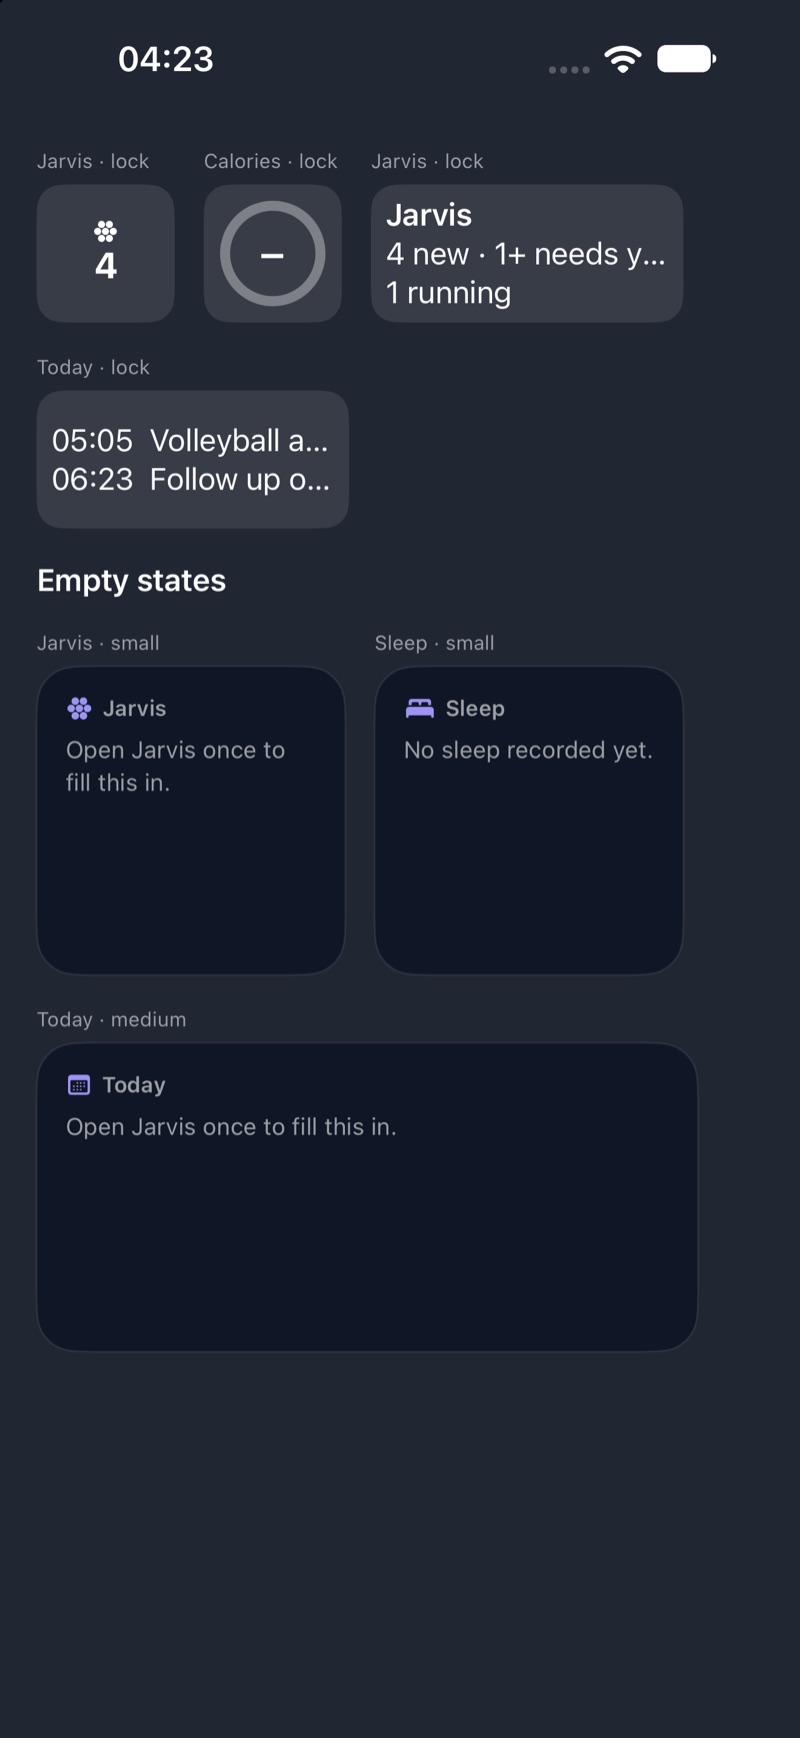 04:23
Jarvis · lock
Calories · lock
Jarvis · lock
4
–
Jarvis
4 new · 1+ needs y...
1 running
Today · lock
05:05 Volleyball a...
06:23 Follow up o...
Empty states
Jarvis · small
Sleep · small
Jarvis
Open Jarvis once to
fill this in.
Sleep
No sleep recorded yet.
Today · medium
Today
Open Jarvis once to fill this in.